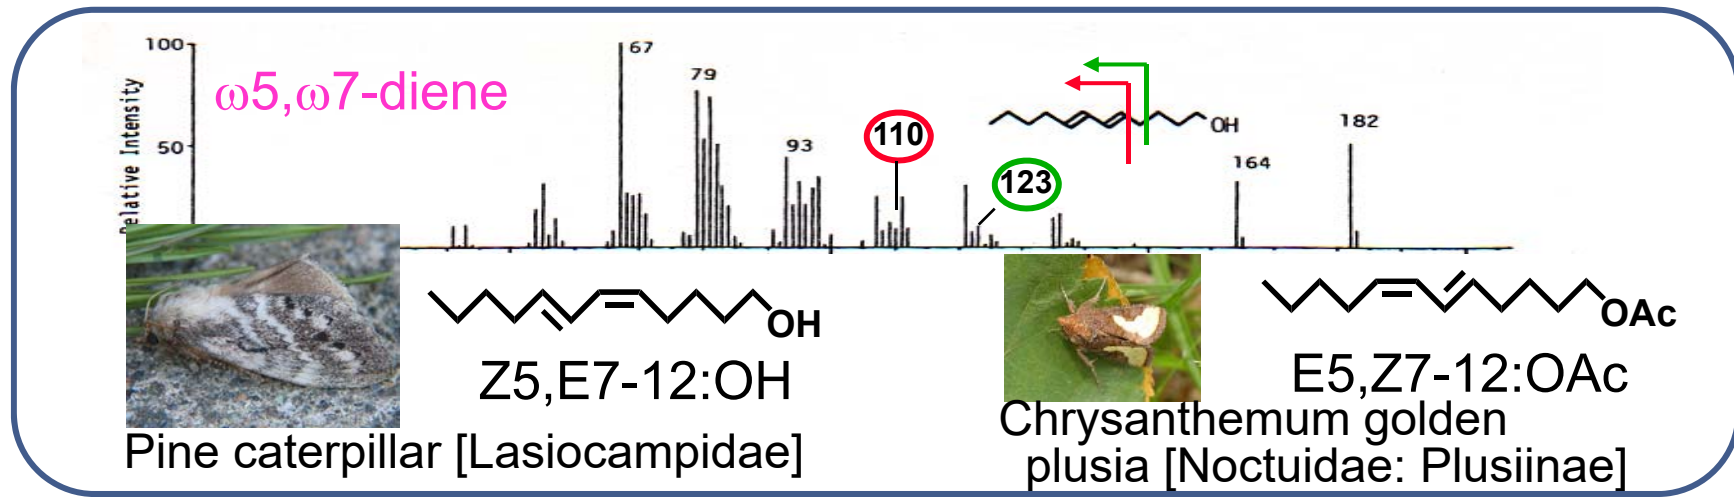 100
67
ω5,ω7-diene
79
Relative Intensity
50
93
110
123
OH
164
182
OH
OAc
Z5,E7-12:OH
E5,Z7-12:OAc
Pine caterpillar [Lasiocampidae]
Chrysanthemum golden
plusia [Noctuidae: Plusiinae]